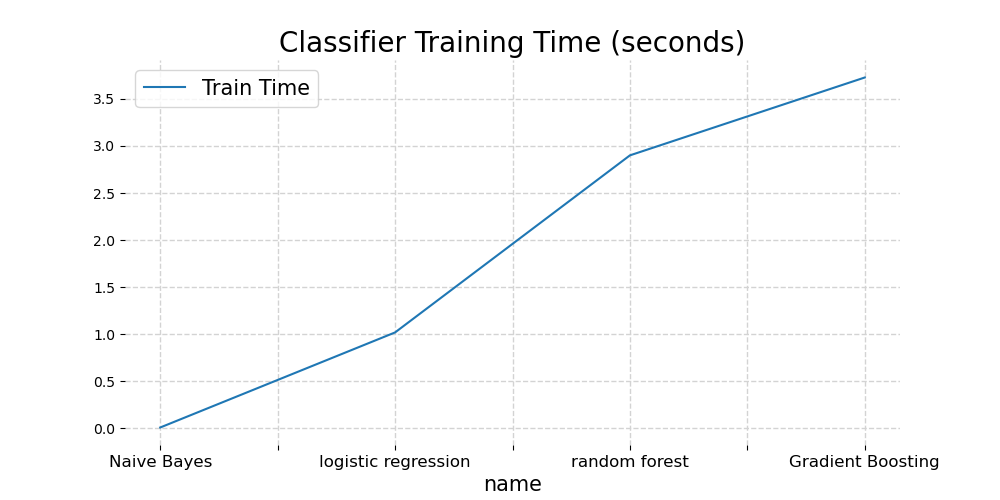 Classifier Training Time (seconds)
Train Time
3.5
3.0
2.5
2.0
1.5
1.0
0.5
0.0
Naive Bayes logistic regression random forest Gradient Boosting
name